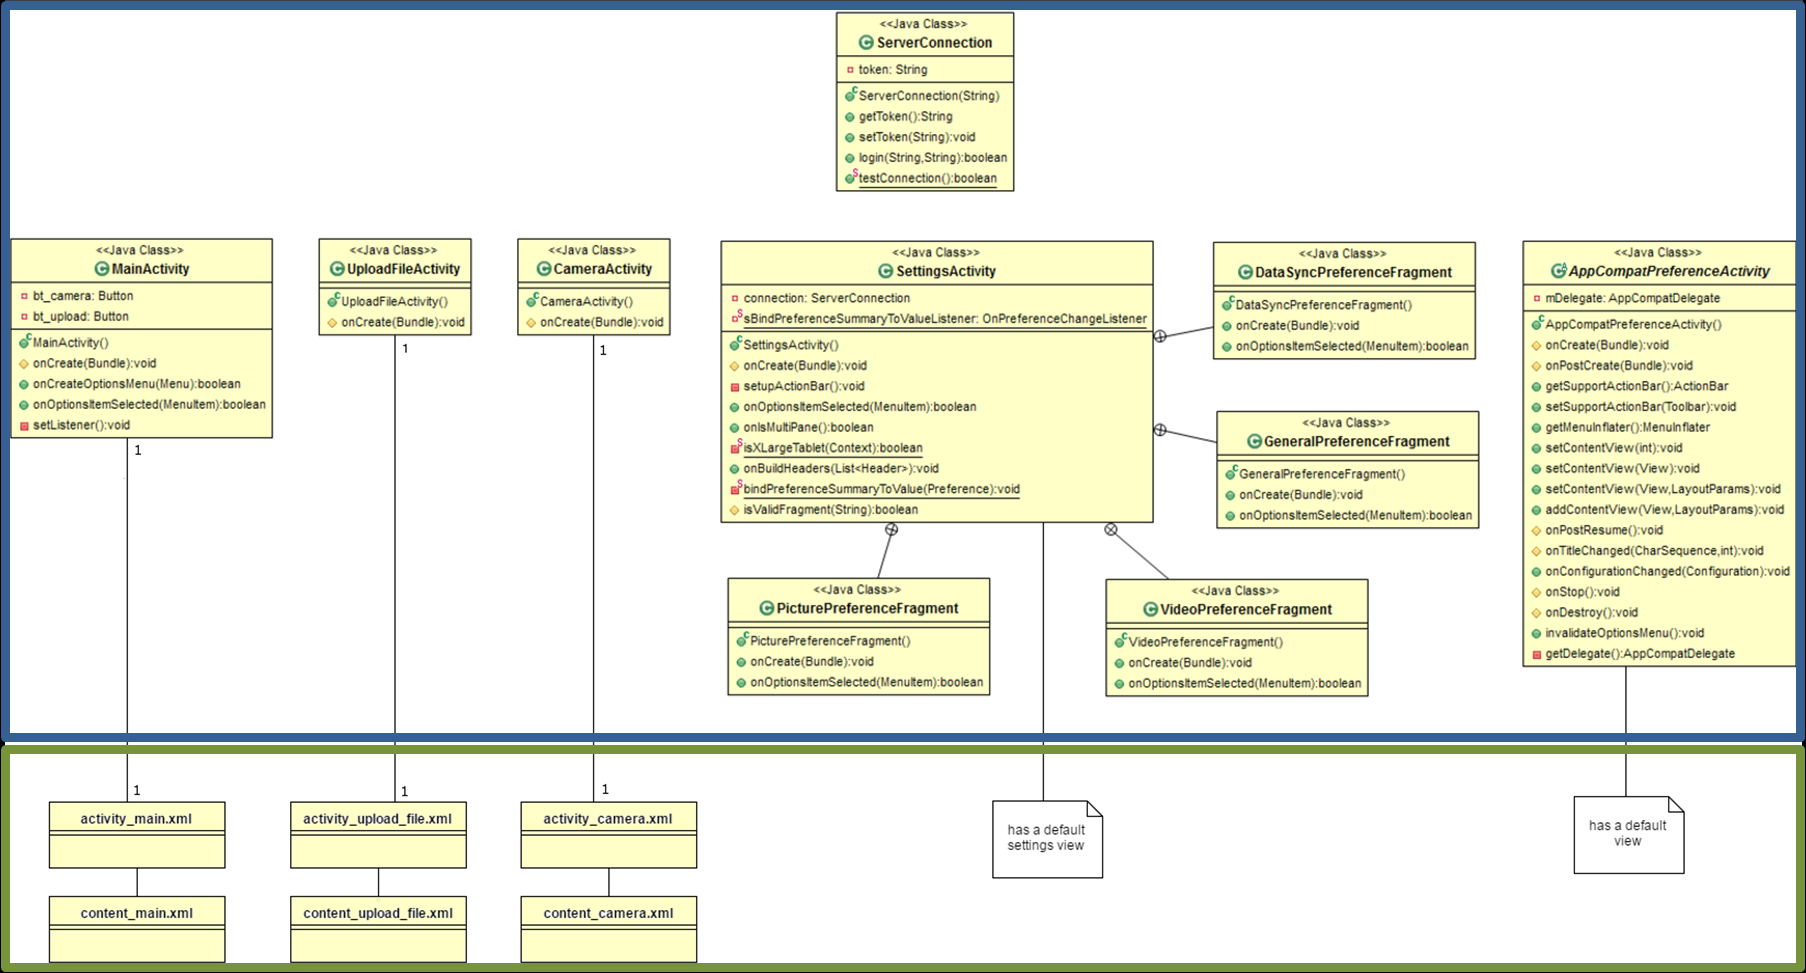 <<Java Class>>
ServerConnection
token: String
ServerConnection(String)
getToken():String
setToken(String):void
login(String,String):boolean
testConnection():boolean
<<Java Class>>
MainActivity
bt_camera: Button
bt_upload: Button
MainActivity()
onCreate(Bundle):void
onCreateOptionsMenu(Menu):boolean
onOptionsItemSelected(MenuItem):boolean
setListener():void
1
<<Java Class>>
UploadFileActivity
UploadFileActivity()
onCreate(Bundle):void
1
<<Java Class>>
CameraActivity
CameraActivity()
onCreate(Bundle):void
1
<<Java Class>>
SettingsActivity
connection: ServerConnection
sBindPreferenceSummaryToValueListener: OnPreferenceChangeListener
SettingsActivity()
onCreate(Bundle):void
setupActionBar():void
onOptionsItemSelected(MenuItem):boolean
onIsMultiPane():boolean
isXLargeTablet(Context):boolean
onBuildHeaders(List<Header>):void
bindPreferenceSummaryToValue(Preference):void
isValidFragment(String):boolean
<<Java Class>>
DataSyncPreferenceFragment
DataSyncPreferenceFragment()
onCreate(Bundle):void
onOptionsItemSelected(MenuItem):boolean
<<Java Class>>
GeneralPreferenceFragment
GeneralPreferenceFragment()
onCreate(Bundle):void
onOptionsItemSelected(MenuItem):boolean
<<Java Class>>
PicturePreferenceFragment
PicturePreferenceFragment()
onCreate(Bundle):void
onOptionsItemSelected(MenuItem):boolean
<<Java Class>>
VideoPreferenceFragment
VideoPreferenceFragment()
onCreate(Bundle):void
onOptionsItemSelected(MenuItem):boolean
<<Java Class>>
AppCompatPreferenceActivity
mDelegate: AppCompatDelegate
AppCompatPreferenceActivity()
onCreate(Bundle):void
onPostCreate(Bundle):void
getSupportActionBar():ActionBar
setSupportActionBar(Toolbar):void
getMenuInflater():MenuInflater
setContentView(int):void
setContentView(View):void
setContentView(View,LayoutParams):void
addContentView(View,LayoutParams):void
onPostResume():void
onTitleChanged(CharSequence,int):void
onConfigurationChanged(Configuration):void
onStop():void
onDestroy():void
invalidateOptionsMenu():void
getDelegate():AppCompatDelegate
1
activity_main.xml
content_main.xml
1
activity_upload_file.xml
content_upload_file.xml
1
activity_camera.xml
content_camera.xml
has a default
settings view
has a default
view